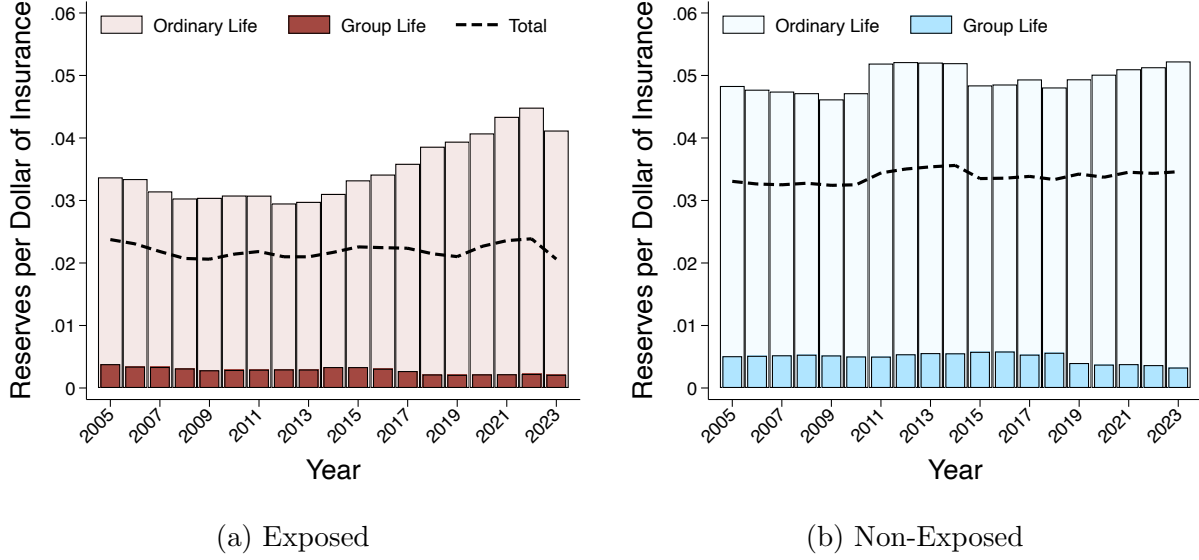 Reserves per Dollar of Insurance
.06
.05
.04
.03
.02
.01
0
Ordinary Life
Group Life
Total
2005
2007
2009
2011
2013
2015
2017
2019
2021
2023
Year
(a) Exposed
Reserves per Dollar of Insurance
.06
.05
.04
.03
.02
.01
0
Ordinary Life
Group Life
Total
2005
2007
2009
2011
2013
2015
2017
2019
2021
2023
Year
(b) Non-Exposed